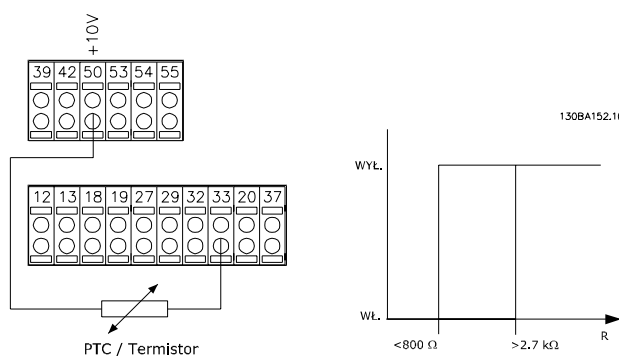 +10V
39 42 50 53 54 55
130BA152.10
12 13 18 19 27 29 32 33 20 37
WYŁ.
WŁ.
<800 Ω
>2.7 kΩ
R
PTC / Termistor